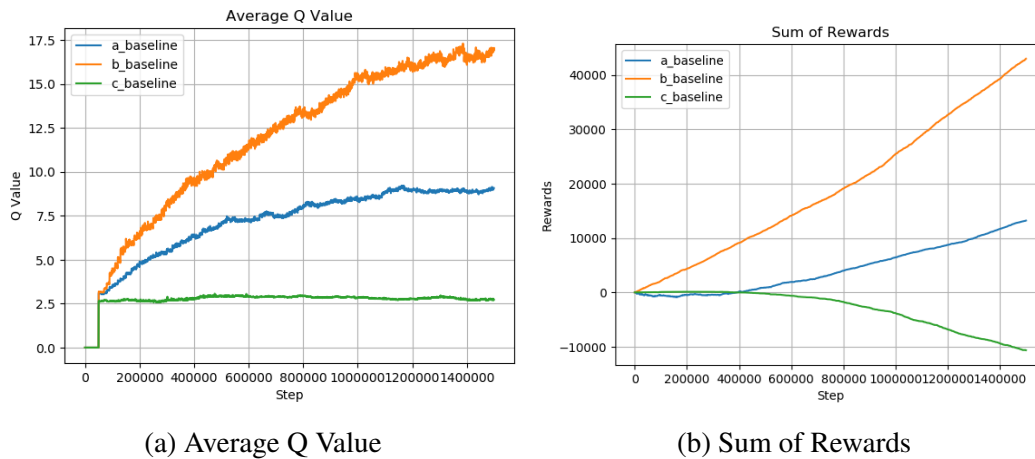 Average Q Value
17.5
15.0
12.5
10.0
7.5
5.0
2.5
0.0
Q Value
a_baseline
b_baseline
c_baseline
0 200000 400000 600000 800000 1000000 1200000 1400000
Step
(a) Average Q Value
Sum of Rewards
40000
30000
20000
10000
0
−10000
Rewards
a_baseline
b_baseline
c_baseline
0 200000 400000 600000 800000 1000000 1200000 1400000
Step
(b) Sum of Rewards